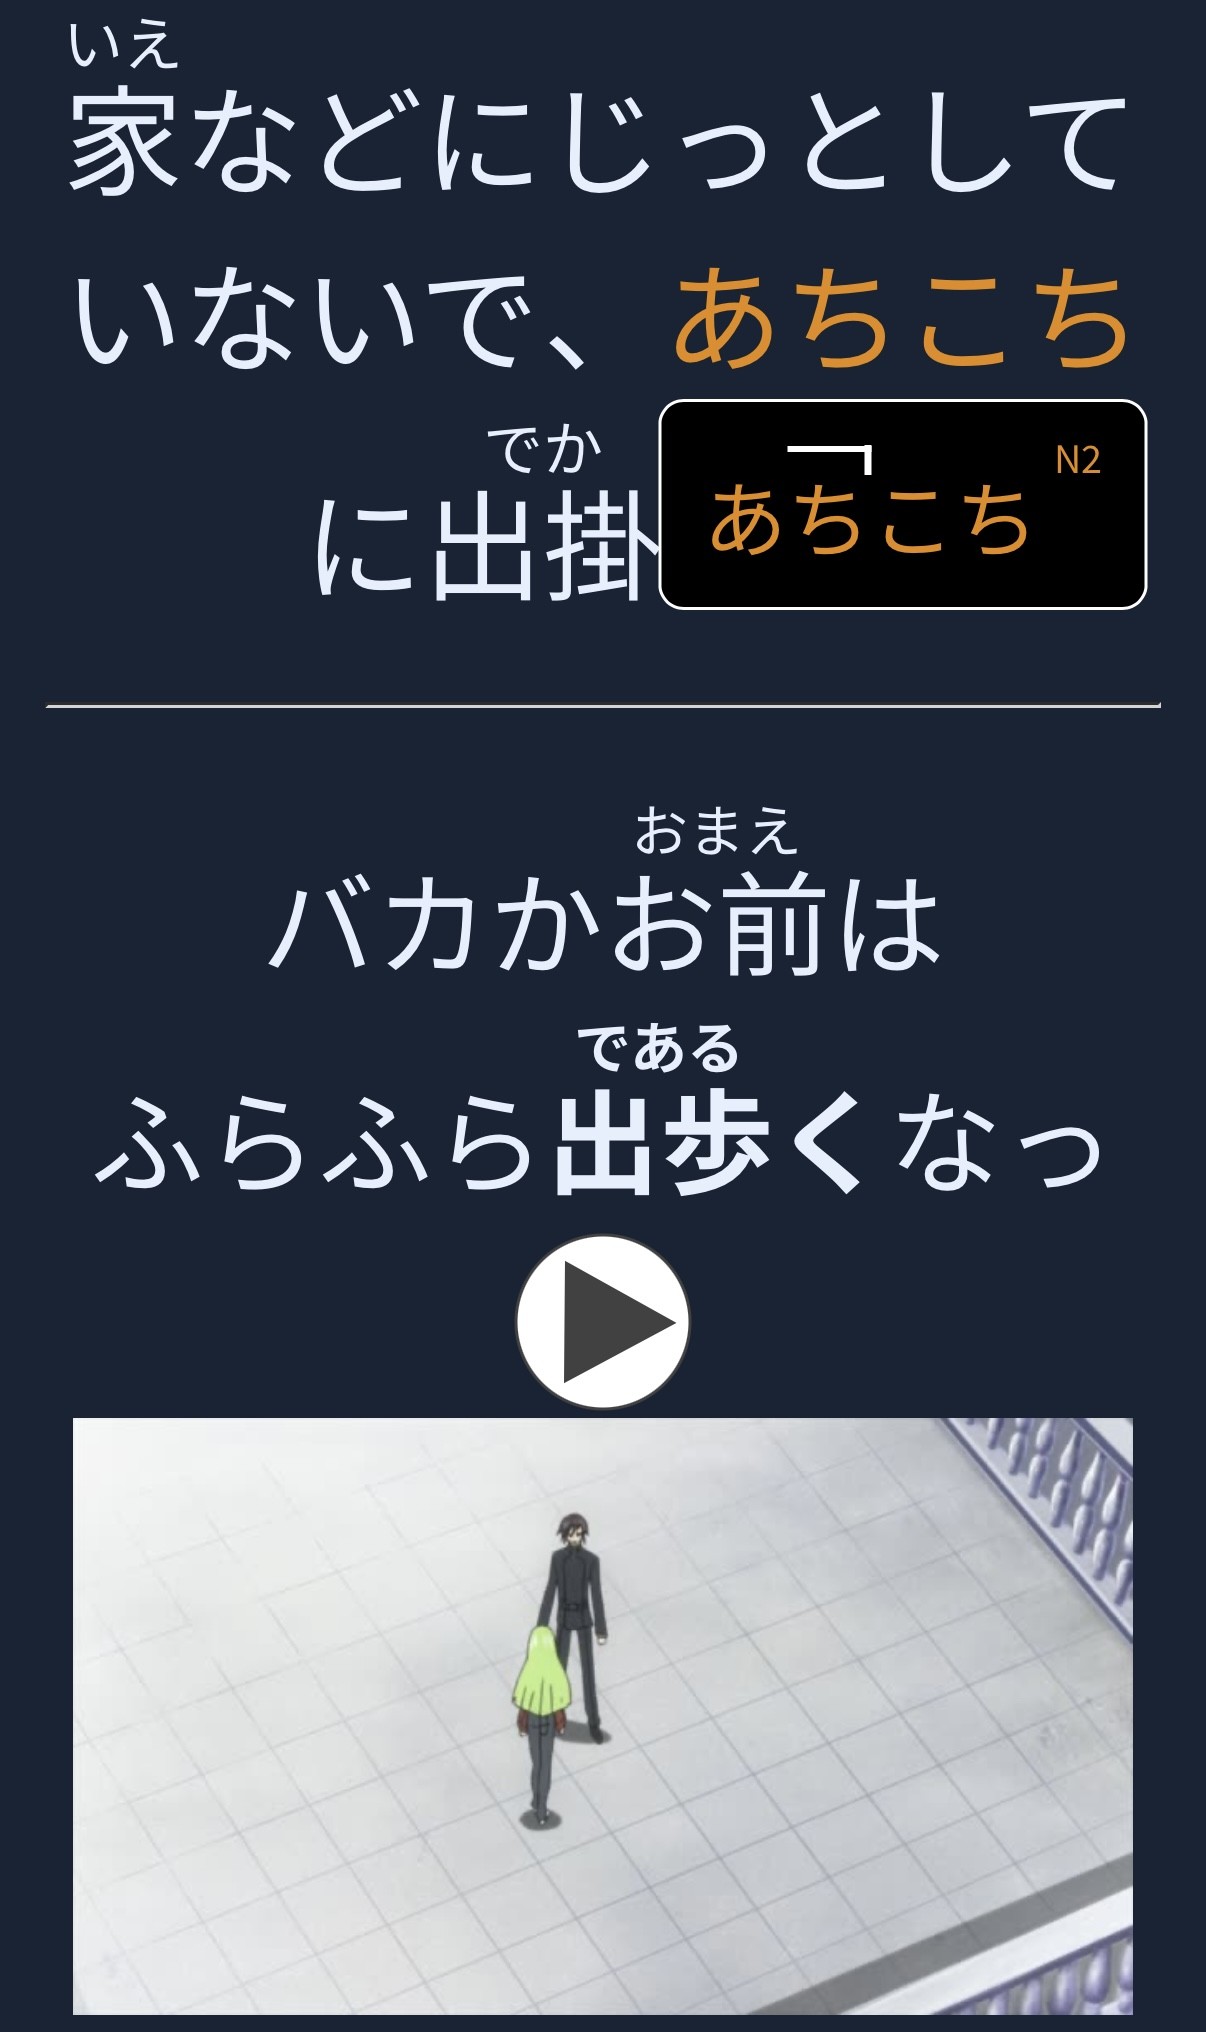 いえ
家などにじっとして
いないで、あちこち
でか
に出掛
N2
あちこち
おまえ
バカかお前は
である
ふらふら出歩くなっ